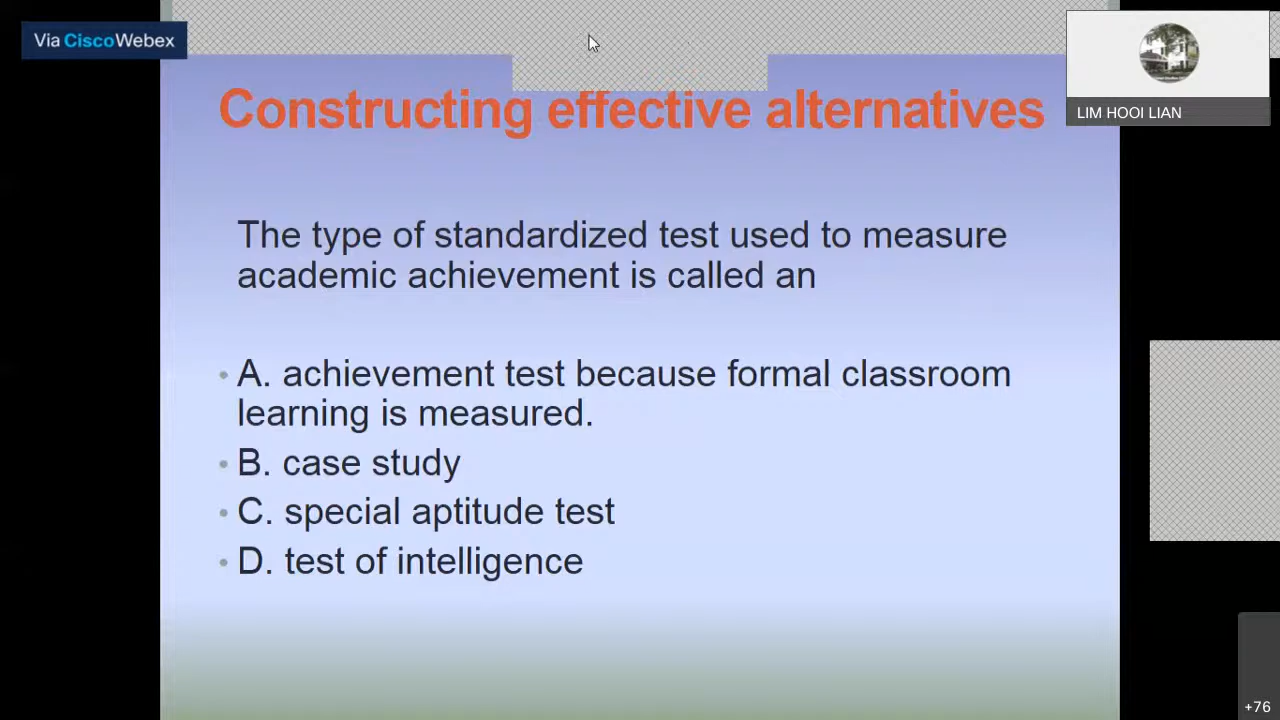 Via CiscoWebex
LIM HOOI LIAN
Constructing effective alternatives
The type of standardized test used to measure
academic achievement is called an
• A. achievement test because formal classroom
learning is measured.
• B. case study
• C. special aptitude test
• D. test of intelligence
+76